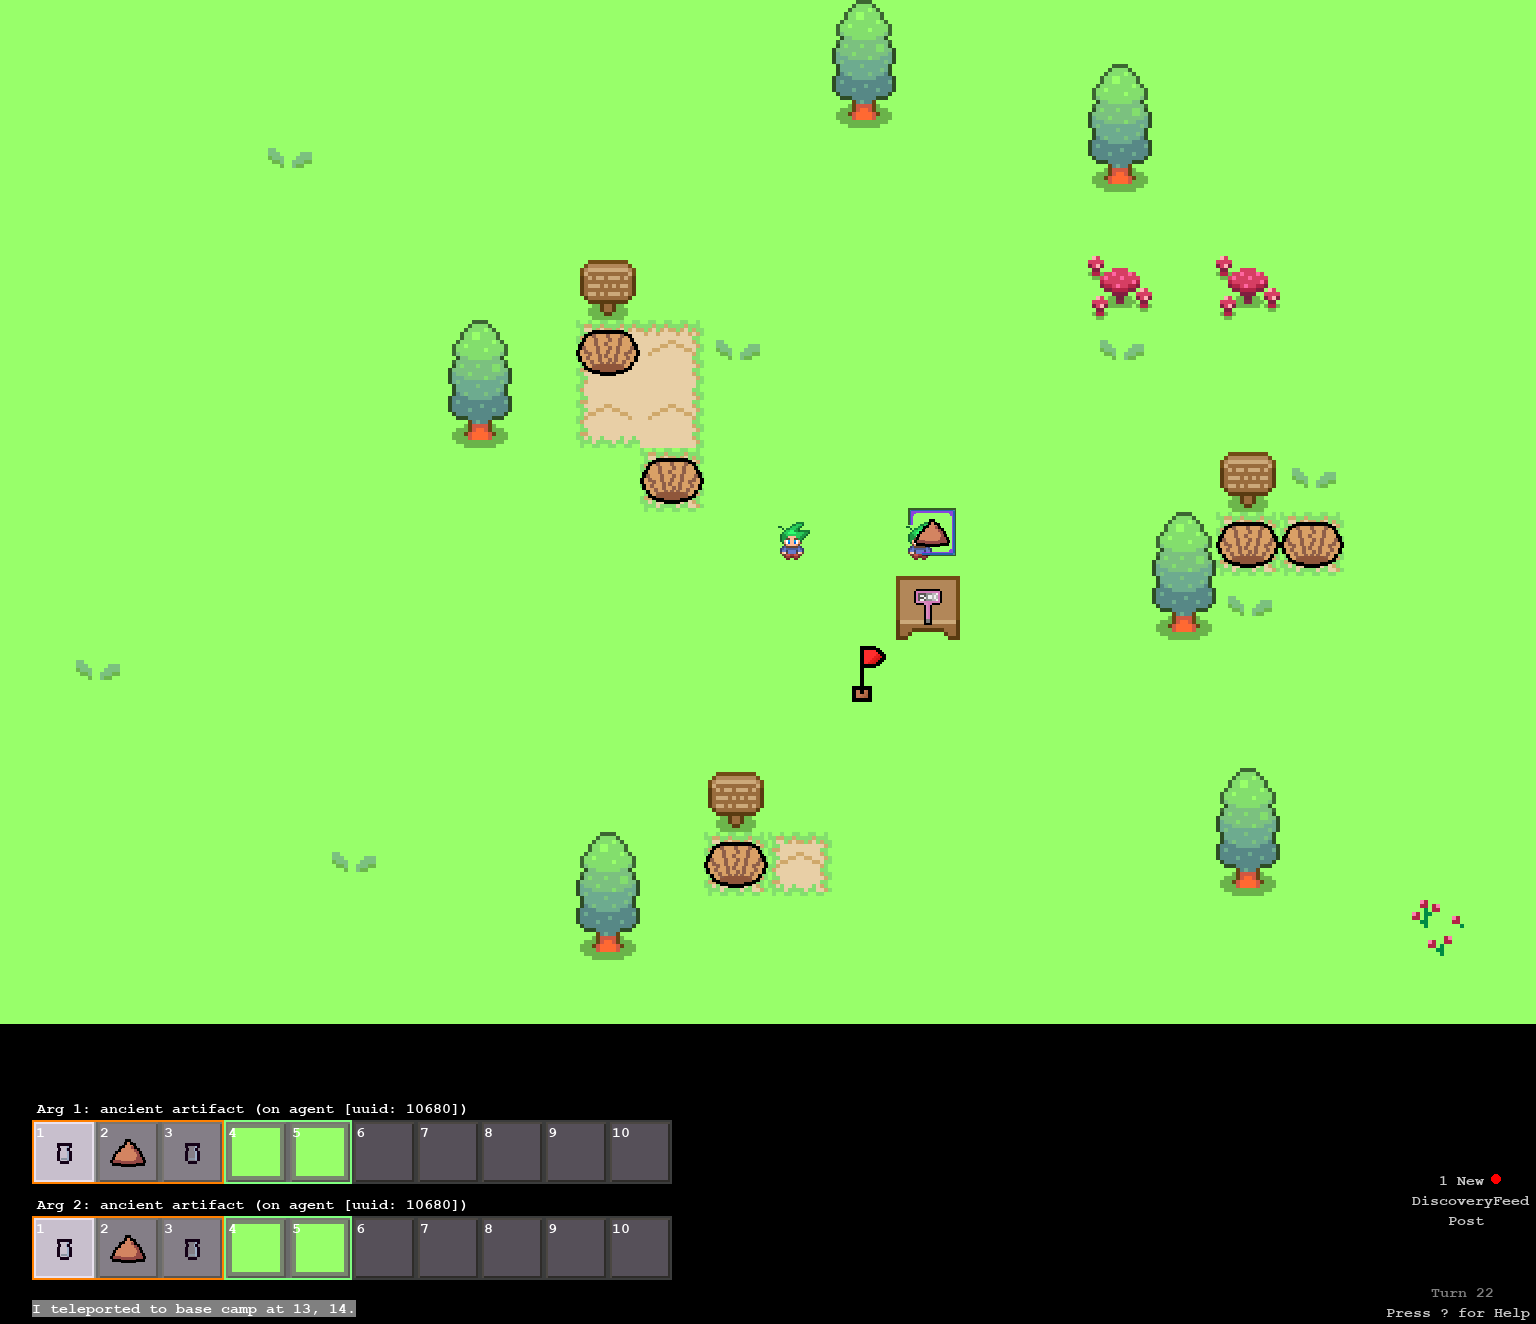 Arg 1: ancient artifact (on agent [uuid: 10680])
1 2 3 4 5 6 7 8 9 10
Arg 2: ancient artifact (on agent [uuid: 10680])
1 2 3 4 5 6 7 8 9 10
I teleported to base camp at 13, 14.
1 New
DiscoveryFeed
Post
Turn 22
Press ? for Help